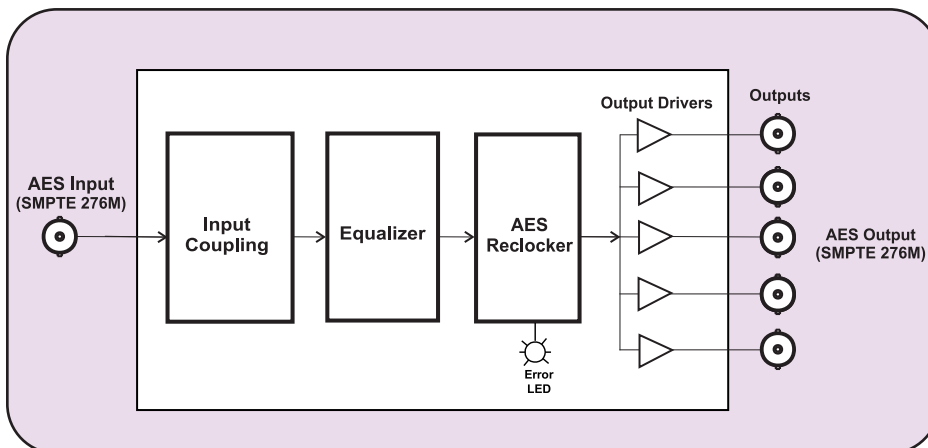 Output Drivers
Outputs
AES Input
(SMPTE 276M)
Input
Coupling
Equalizer
AES
Reclocker
AES Output
(SMPTE 276M)
Error
LED